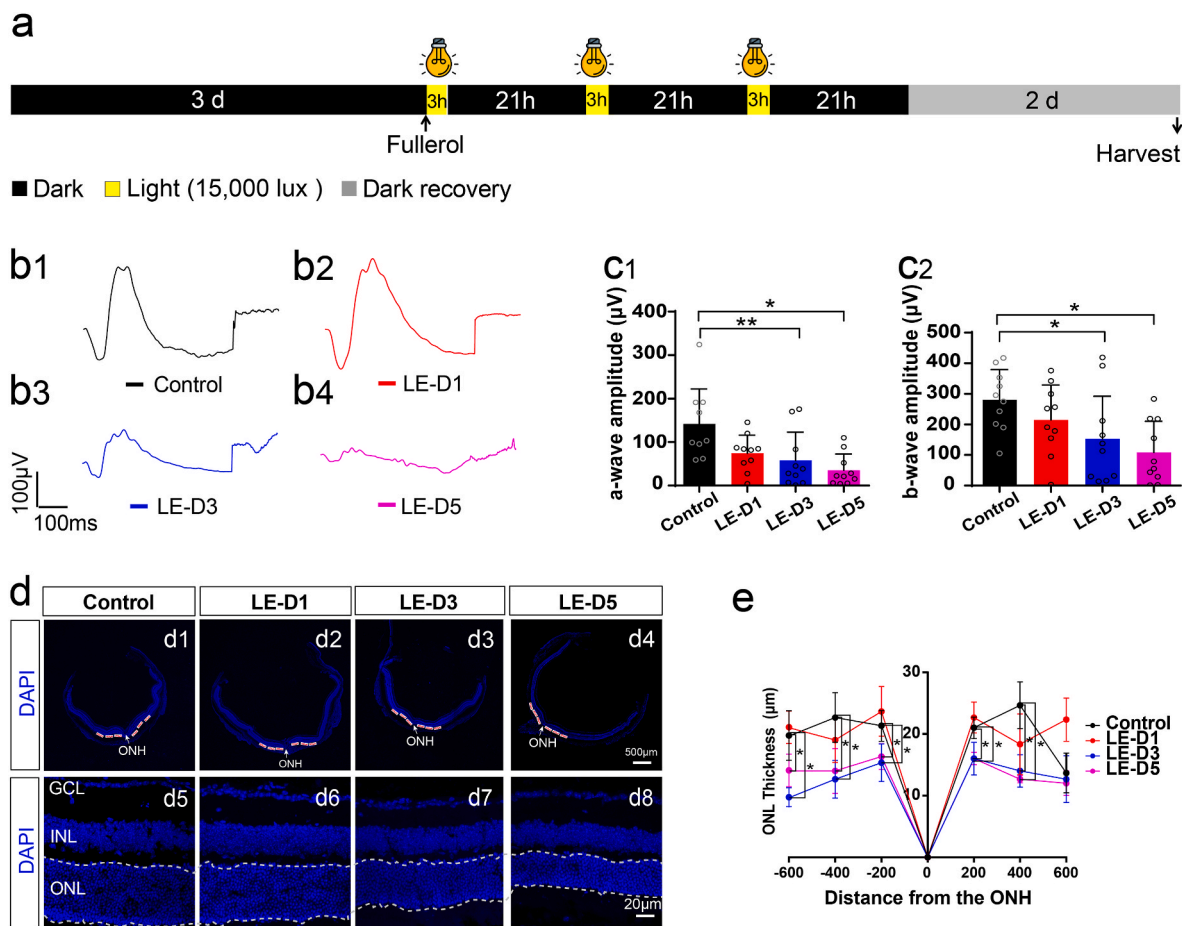 a
3 d 3h 21h 3h 21h 3h 21h 2 d
Fullerol
Harvest
Dark Light (15,000 lux ) Dark recovery
b1
b2
Control
LE-D1
b3
b4
100µV
100ms
LE-D3
LE-D5
c1
a-wave amplitude (µV)
400
300
200
100
0
*
**
Control
LE-D1
LE-D3
LE-D5
c2
b-wave amplitude (µV)
500
400
300
200
100
0
*
*
Control
LE-D1
LE-D3
LE-D5
d
Control LE-D1 LE-D3 LE-D5
DAPI
d1 d2 d3 d4
ONH ONH ONH ONH
500µm
DAPI
d5 d6 d7 d8
GCL
INL
ONL
20µm
e
ONL Thickness (µm)
30
20
10
* * * * * * * * * *
-600 -400 -200 0 200 400 600
Distance from the ONH
Control
LE-D1
LE-D3
LE-D5